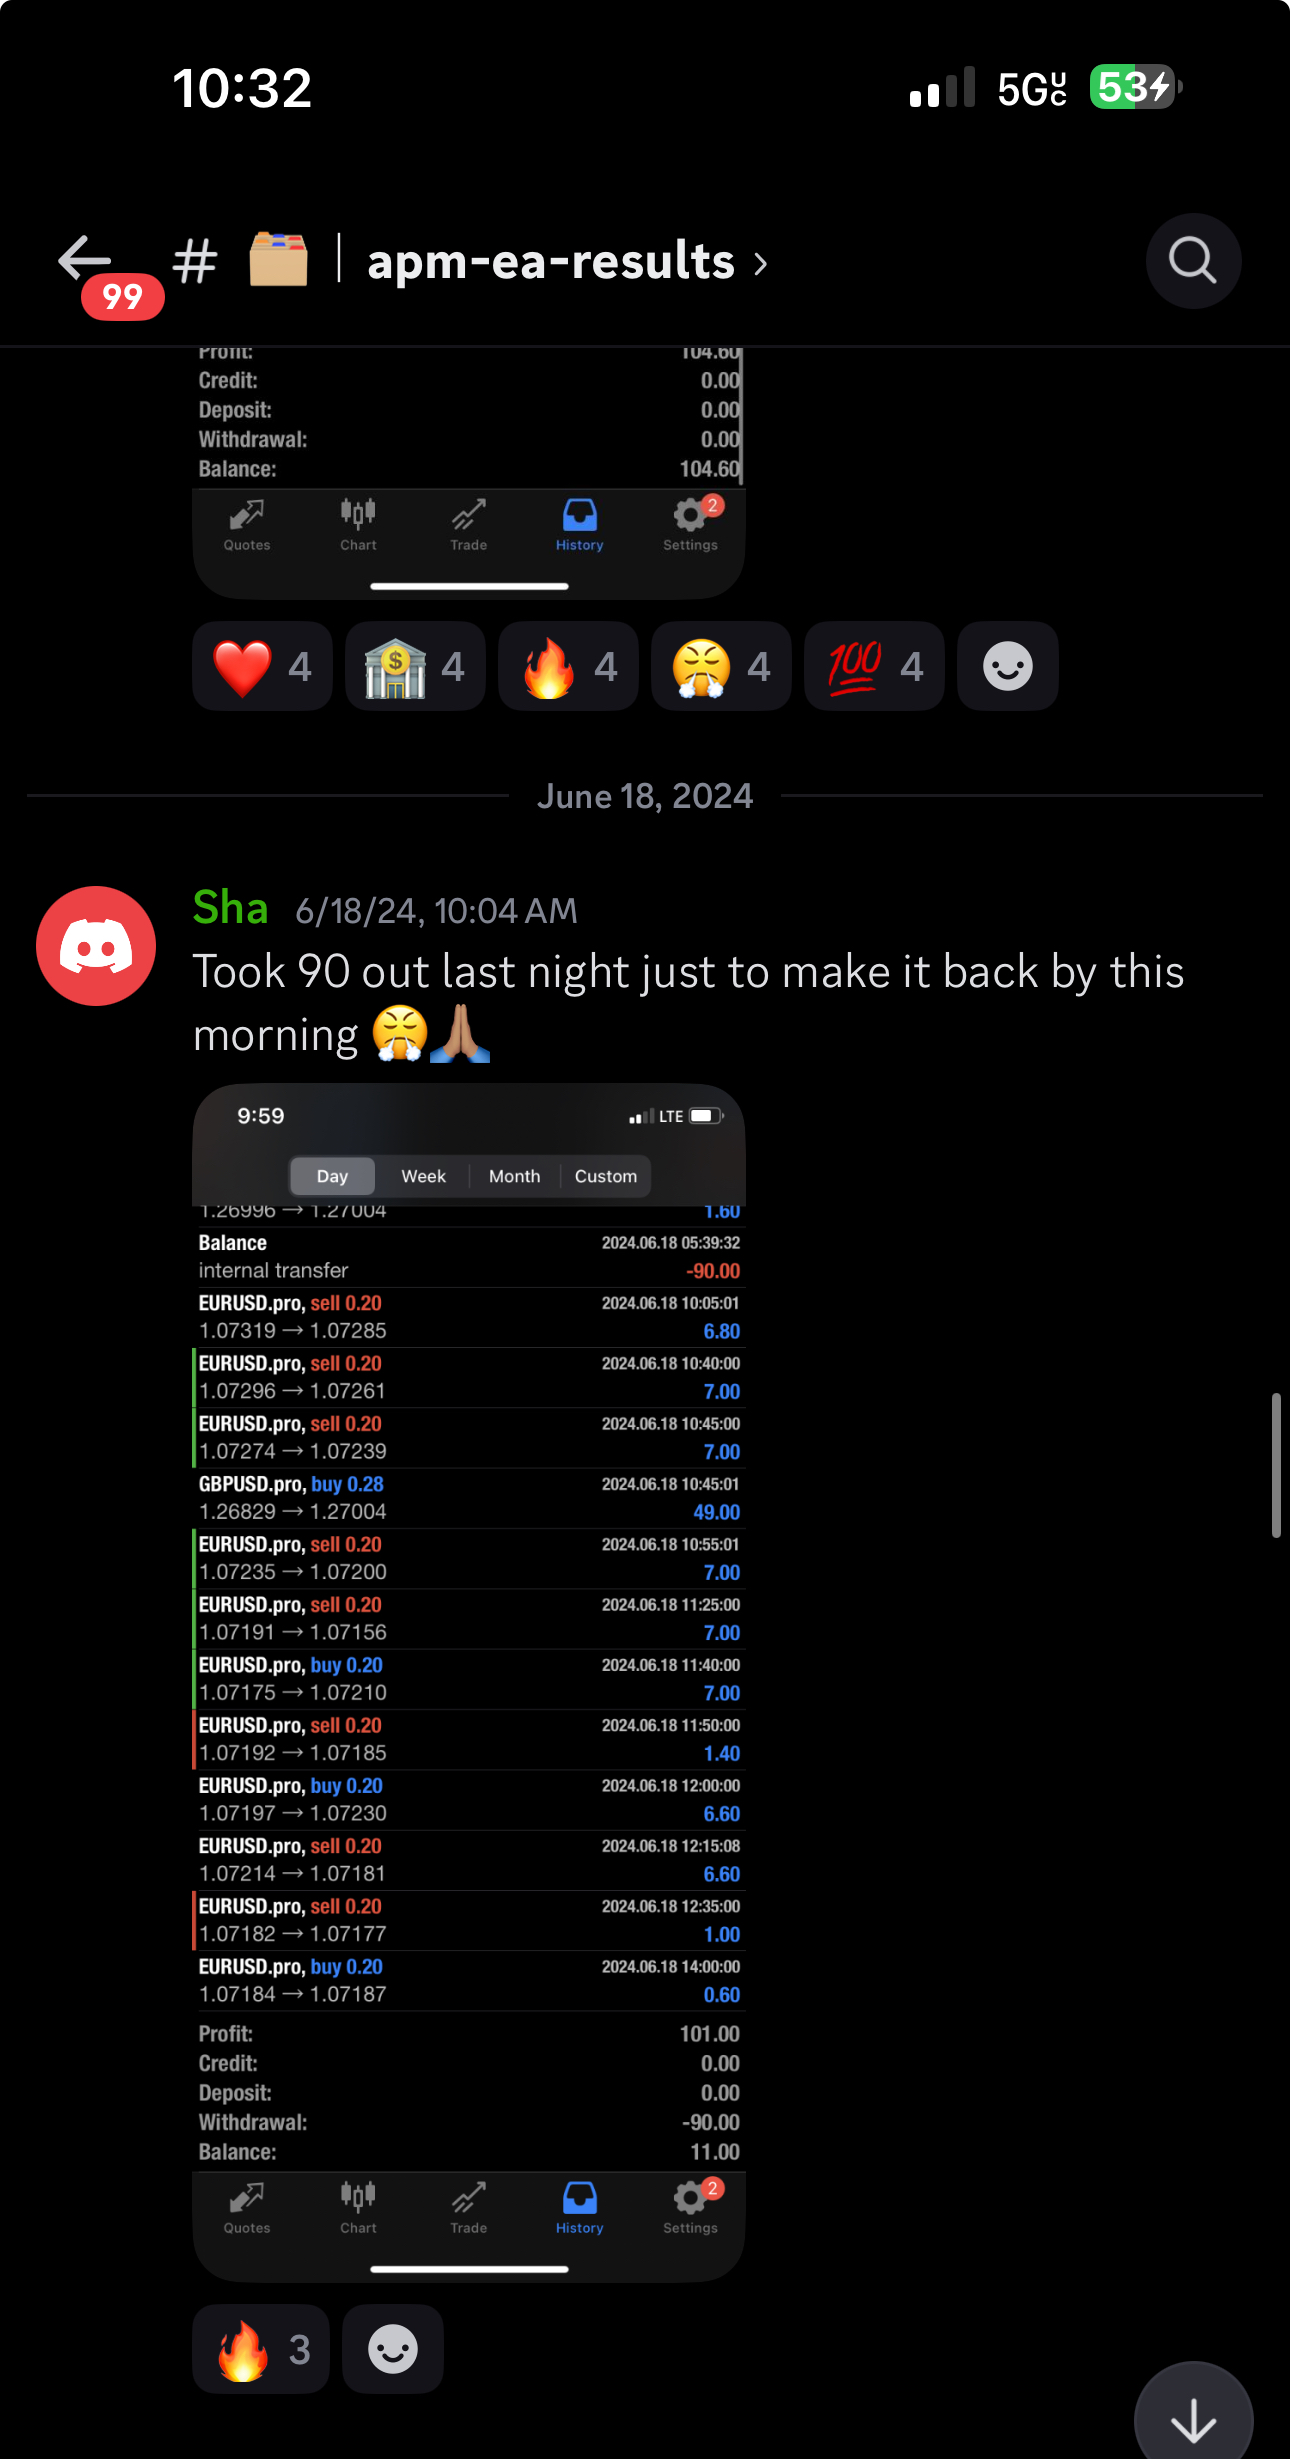 10:32
5GUC 53
99
# | apm-ea-results ›
Profit: 104.60
Credit: 0.00
Deposit: 0.00
Withdrawal: 0.00
Balance: 104.60
2
Quotes Chart Trade History Settings
4 4 4 4 4
June 18, 2024
Sha 6/18/24, 10:04 AM
Took 90 out last night just to make it back by this
morning
9:59 LTE
Day Week Month Custom
1.26996 → 1.27004 1.60
Balance 2024.06.18 05:39:32
internal transfer -90.00
EURUSD.pro, sell 0.20 2024.06.18 10:05:01
1.07319 → 1.07285 6.80
EURUSD.pro, sell 0.20 2024.06.18 10:40:00
1.07296 → 1.07261 7.00
EURUSD.pro, sell 0.20 2024.06.18 10:45:00
1.07274 → 1.07239 7.00
GBPUSD.pro, buy 0.28 2024.06.18 10:45:01
1.26829 → 1.27004 49.00
EURUSD.pro, sell 0.20 2024.06.18 10:55:01
1.07235 → 1.07200 7.00
EURUSD.pro, sell 0.20 2024.06.18 11:25:00
1.07191 → 1.07156 7.00
EURUSD.pro, buy 0.20 2024.06.18 11:40:00
1.07175 → 1.07210 7.00
EURUSD.pro, sell 0.20 2024.06.18 11:50:00
1.07192 → 1.07185 1.40
EURUSD.pro, buy 0.20 2024.06.18 12:00:00
1.07197 → 1.07230 6.60
EURUSD.pro, sell 0.20 2024.06.18 12:15:08
1.07214 → 1.07181 6.60
EURUSD.pro, sell 0.20 2024.06.18 12:35:00
1.07182 → 1.07177 1.00
EURUSD.pro, buy 0.20 2024.06.18 14:00:00
1.07184 → 1.07187 0.60
Profit: 101.00
Credit: 0.00
Deposit: 0.00
Withdrawal: -90.00
Balance: 11.00
2
Quotes Chart Trade History Settings
3